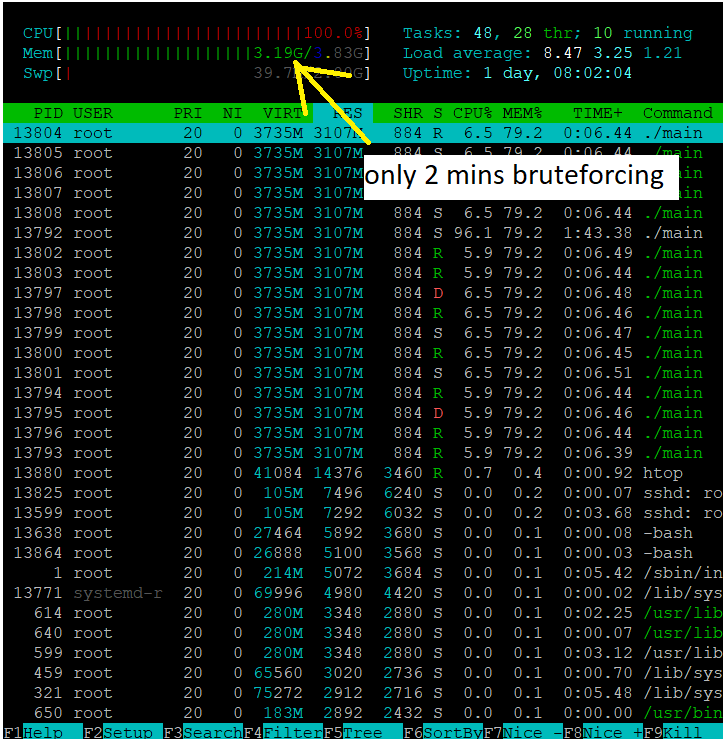 CPU[|||||||||||||||||||||||||100.0%] Tasks: 48, 28 thr; 10 running
Mem[|||||||||||||||||||3.19G/3.83G] Load average: 8.47 3.25 1.21
Swp[| 39.7 G] Uptime: 1 day, 08:02:04
PID USER PRI NI VIRT RES SHR S CPU% MEM% TIME+ Command
13804 root 20 0 3735M 3107M 884 R 6.5 79.2 0:06.44 ./main
13805 root 20 0 3735M 3107M 884 S 6.5 79.2 0:06.44 ./main
13806 root 20 0 3735M 3107M ./main
only 2 mins bruteforcing
13807 root 20 0 3735M 3107M ./main
13808 root 20 0 3735M 3107M 884 S 6.5 79.2 0:06.44 ./main
13792 root 20 0 3735M 3107M 884 S 96.1 79.2 1:43.38 ./main
13802 root 20 0 3735M 3107M 884 R 5.9 79.2 0:06.49 ./main
13803 root 20 0 3735M 3107M 884 R 5.9 79.2 0:06.44 ./main
13797 root 20 0 3735M 3107M 884 D 6.5 79.2 0:06.48 ./main
13798 root 20 0 3735M 3107M 884 R 6.5 79.2 0:06.46 ./main
13799 root 20 0 3735M 3107M 884 S 6.5 79.2 0:06.47 ./main
13800 root 20 0 3735M 3107M 884 R 6.5 79.2 0:06.45 ./main
13801 root 20 0 3735M 3107M 884 S 6.5 79.2 0:06.51 ./main
13794 root 20 0 3735M 3107M 884 R 5.9 79.2 0:06.44 ./main
13795 root 20 0 3735M 3107M 884 D 5.9 79.2 0:06.46 ./main
13796 root 20 0 3735M 3107M 884 R 5.9 79.2 0:06.44 ./main
13793 root 20 0 3735M 3107M 884 R 5.9 79.2 0:06.39 ./main
13880 root 20 0 41084 14376 3460 R 0.7 0.4 0:00.92 htop
13825 root 20 0 105M 7496 6240 S 0.0 0.2 0:00.07 sshd: ro
13599 root 20 0 105M 7292 6032 S 0.0 0.2 0:03.68 sshd: ro
13638 root 20 0 27464 5892 3680 S 0.0 0.1 0:00.08 -bash
13864 root 20 0 26888 5100 3568 S 0.0 0.1 0:00.03 -bash
1 root 20 0 214M 5072 3684 S 0.0 0.1 0:05.42 /sbin/in
13771 systemd-r 20 0 69996 4980 4420 S 0.0 0.1 0:00.02 /lib/sys
614 root 20 0 280M 3348 2880 S 0.0 0.1 0:02.25 /usr/lib
640 root 20 0 280M 3348 2880 S 0.0 0.1 0:00.07 /usr/lib
599 root 20 0 280M 3348 2880 S 0.0 0.1 0:03.12 /usr/lib
459 root 20 0 65560 3020 2736 S 0.0 0.1 0:00.70 /lib/sys
321 root 20 0 75272 2912 2716 S 0.0 0.1 0:05.48 /lib/sys
650 root 20 0 183M 2892 2432 S 0.0 0.1 0:00.00 /usr/bin
F1Help F2Setup F3SearchF4FilterF5Tree F6SortByF7Nice -F8Nice +F9Kill